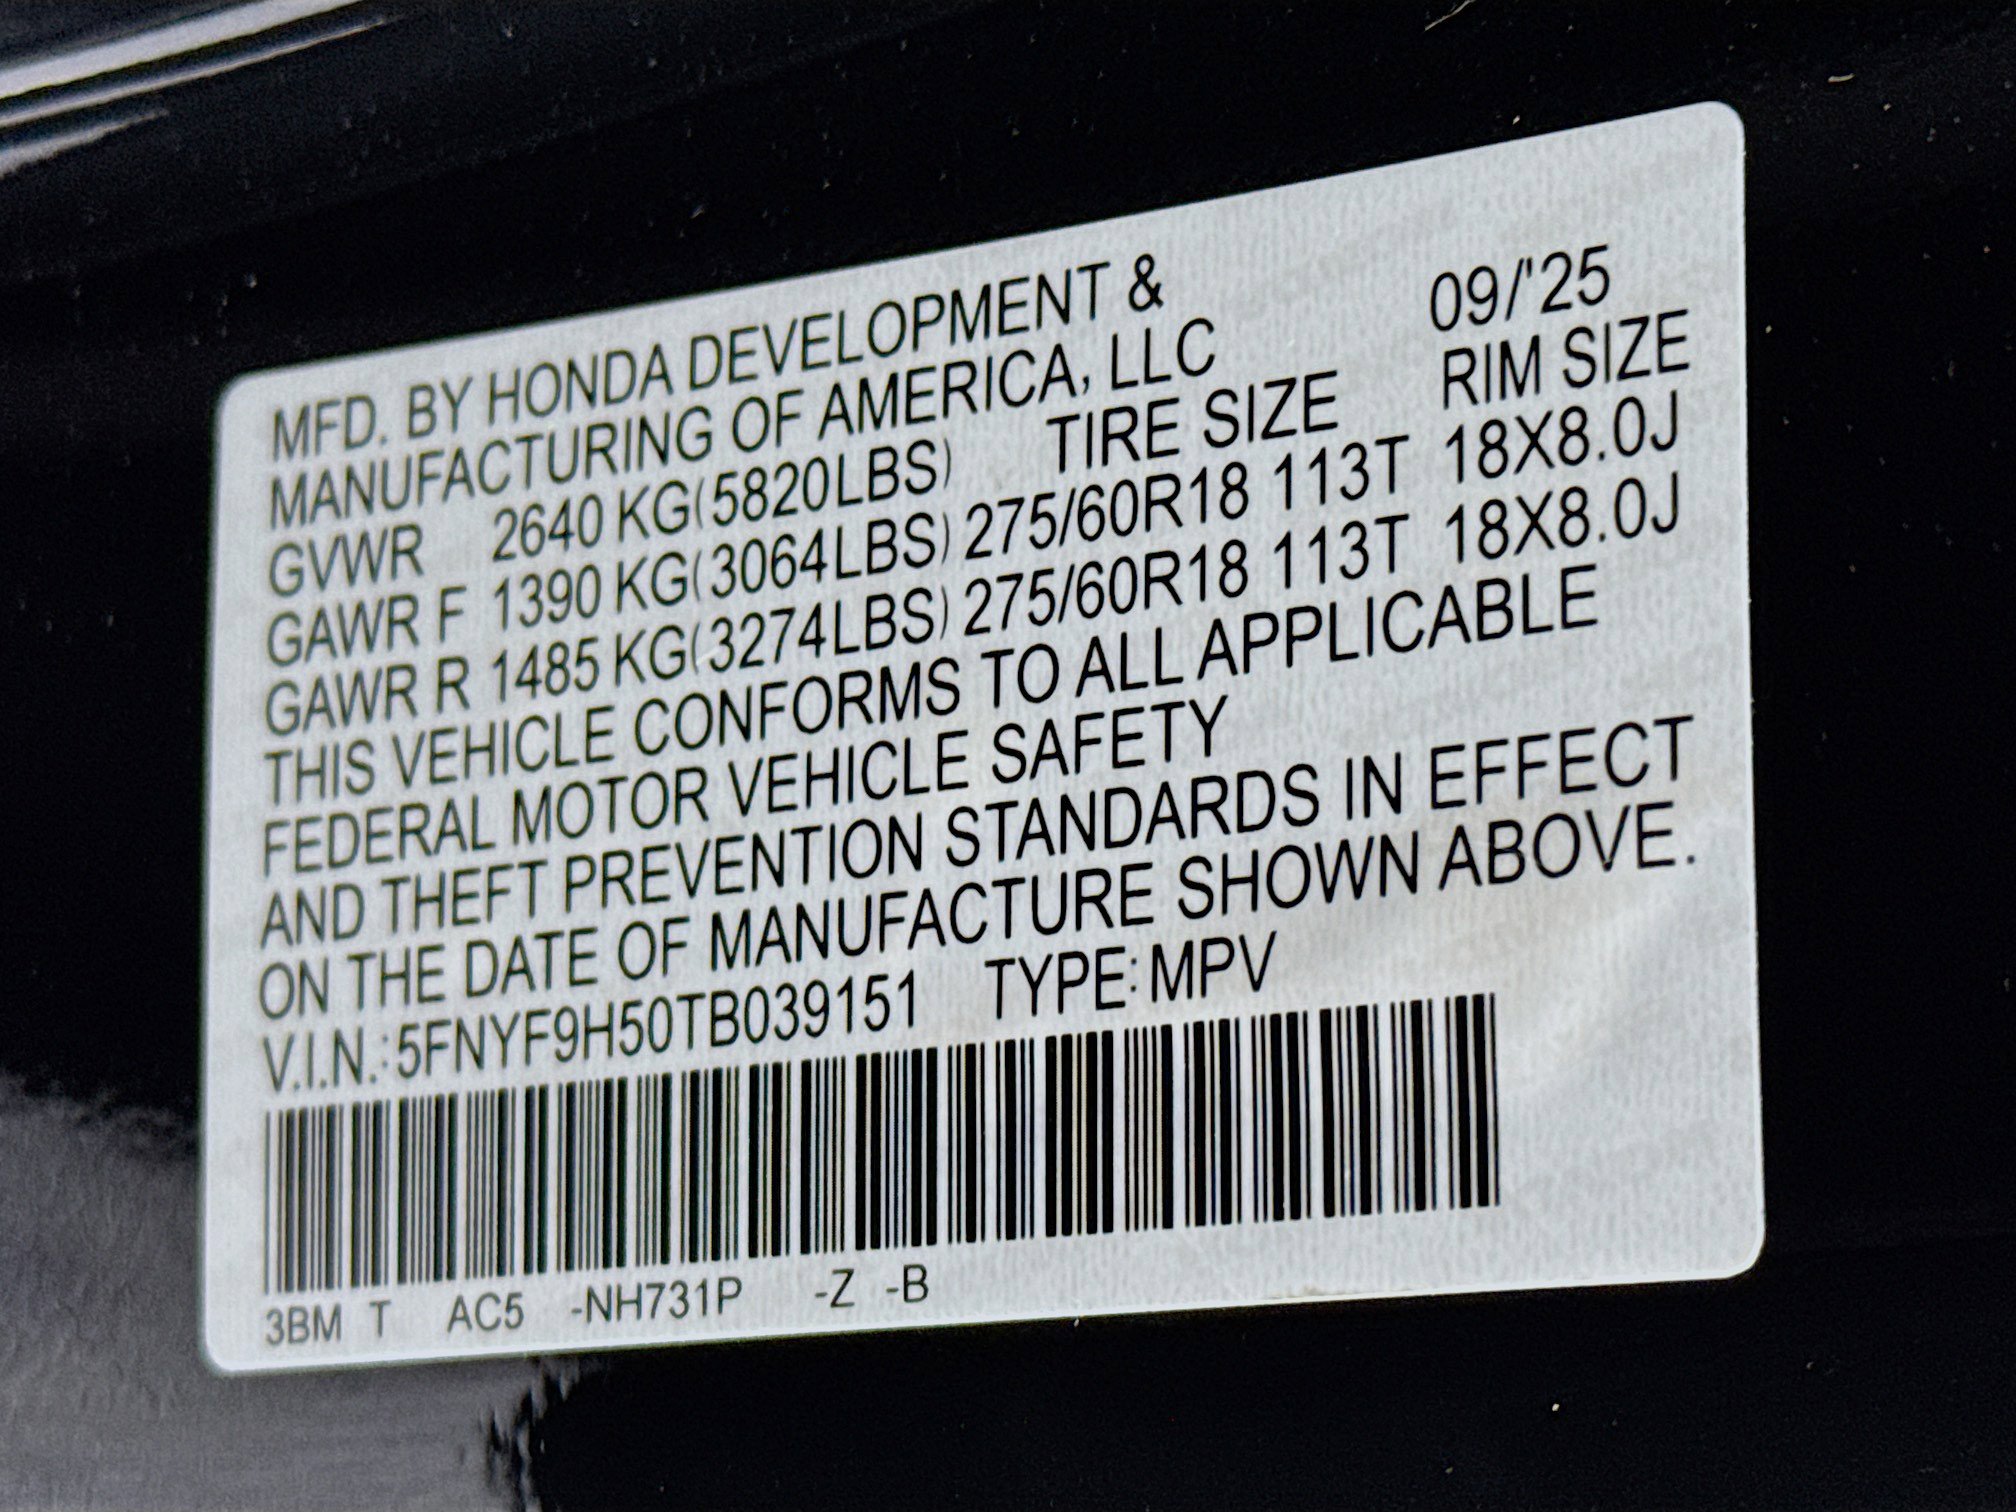 MFD. BY HONDA DEVELOPMENT &
MANUFACTURING OF AMERICA, LLC 09/'25
GVWR 2640 KG(5820LBS) TIRE SIZE RIM SIZE
GAWR F 1390 KG(3064LBS) 275/60R18 113T 18X8.0J
GAWR R 1485 KG(3274LBS) 275/60R18 113T 18X8.0J
THIS VEHICLE CONFORMS TO ALL APPLICABLE
FEDERAL MOTOR VEHICLE SAFETY
AND THEFT PREVENTION STANDARDS IN EFFECT
ON THE DATE OF MANUFACTURE SHOWN ABOVE.
V.I.N.:5FNYF9H50TB039151 TYPE:MPV
3BM T AC5 -NH731P -Z -B